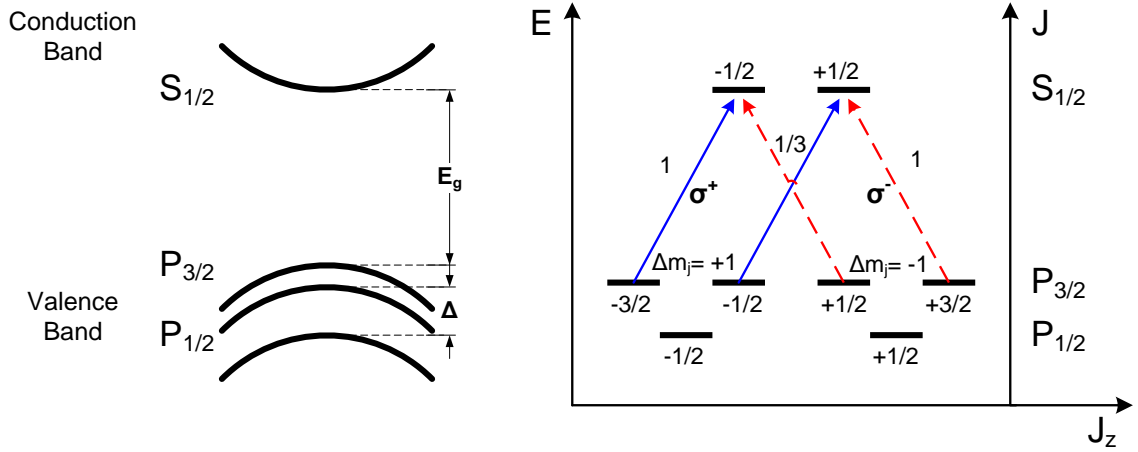 Conduction
Band
S1/2
Eg
P3/2
Valence
Band
Δ
P1/2
E
J
-1/2
+1/2
S1/2
1
1/3
1
σ+
σ-
Δmj= +1
Δmj= -1
-3/2
-1/2
+1/2
+3/2
P3/2
-1/2
+1/2
P1/2
Jz